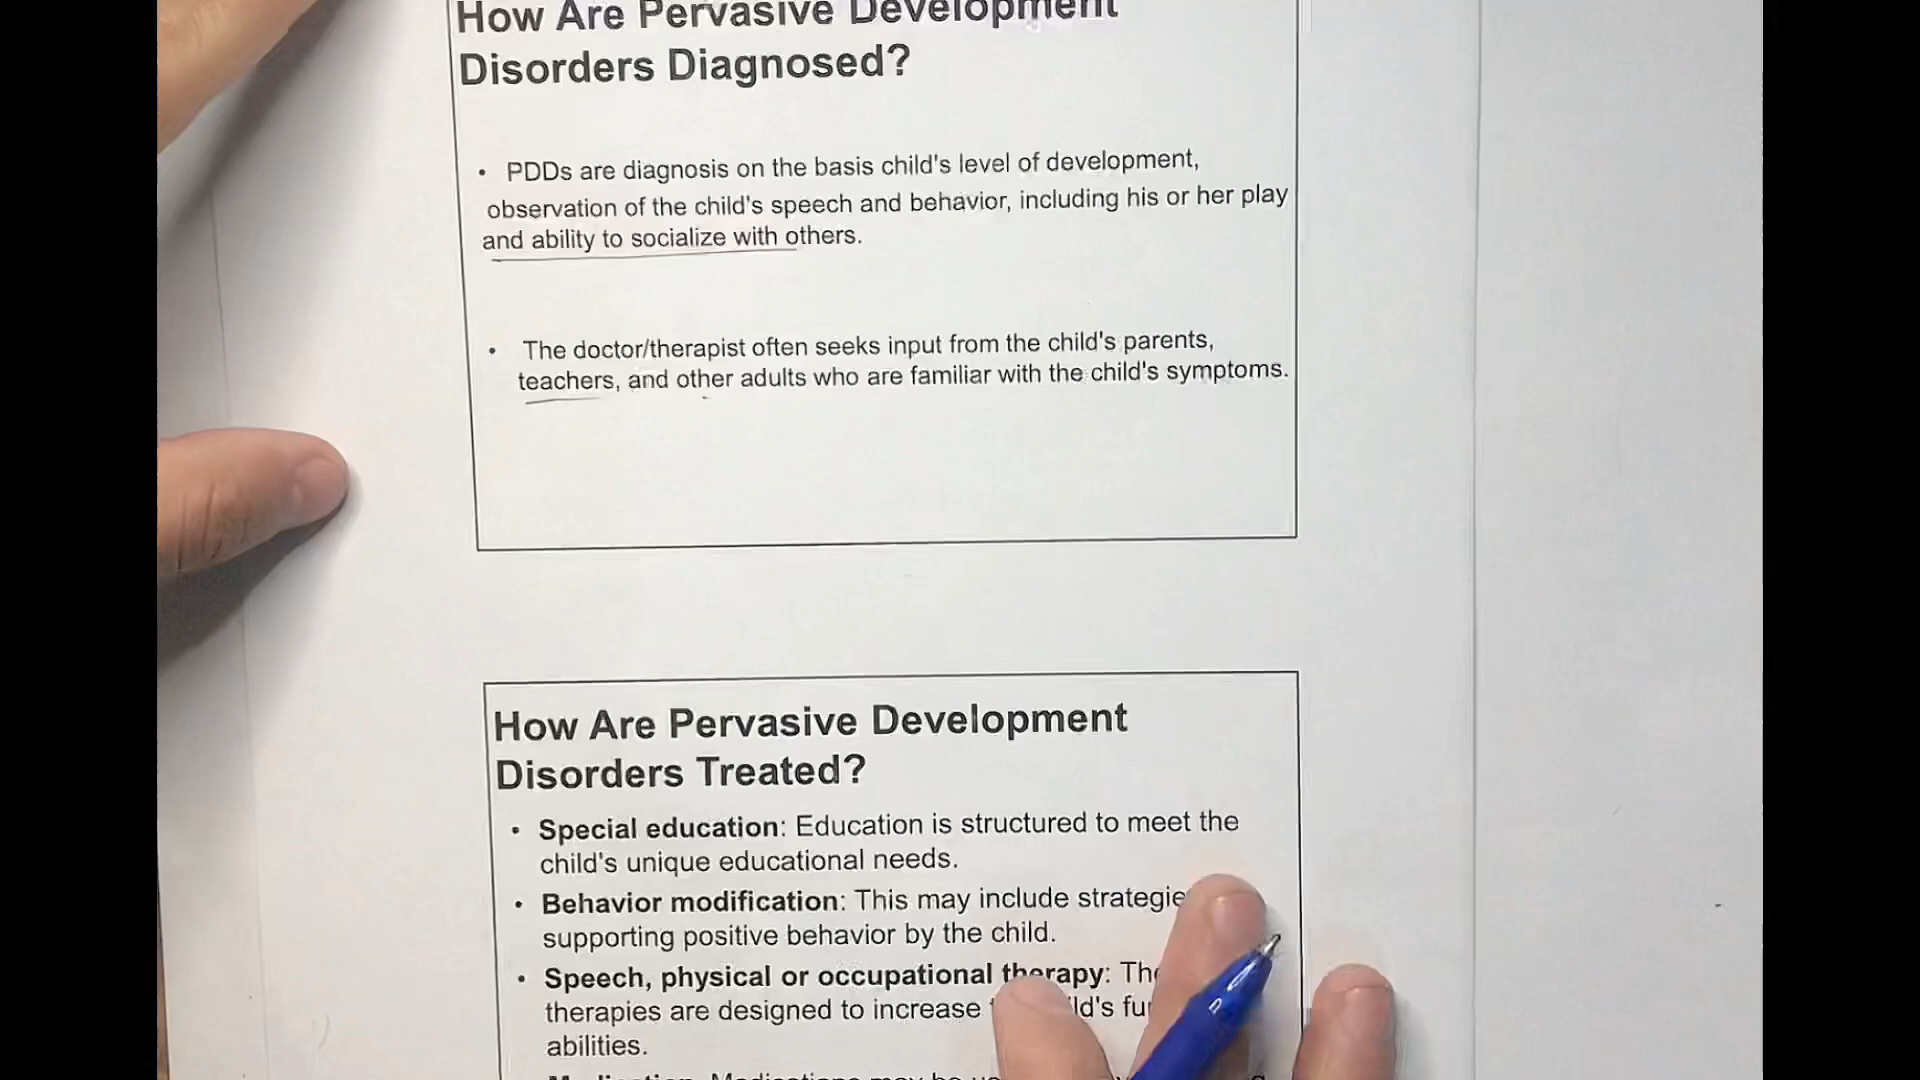 How Are Pervasive Development
Disorders Diagnosed?
• PDDs are diagnosis on the basis child's level of development,
observation of the child's speech and behavior, including his or her play
and ability to socialize with others.
• The doctor/therapist often seeks input from the child's parents,
teachers, and other adults who are familiar with the child's symptoms.
How Are Pervasive Development
Disorders Treated?
• Special education: Education is structured to meet the
child's unique educational needs.
• Behavior modification: This may include
supporting positive behavior by the child.
• Speech, physical or occupational therapy:
therapies are designed to increase
abilities.